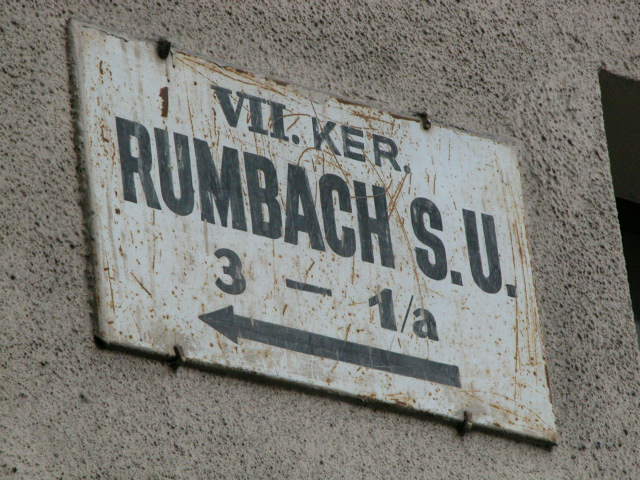 VII. KER.
RUMBACH S.U.
3 — 1/a